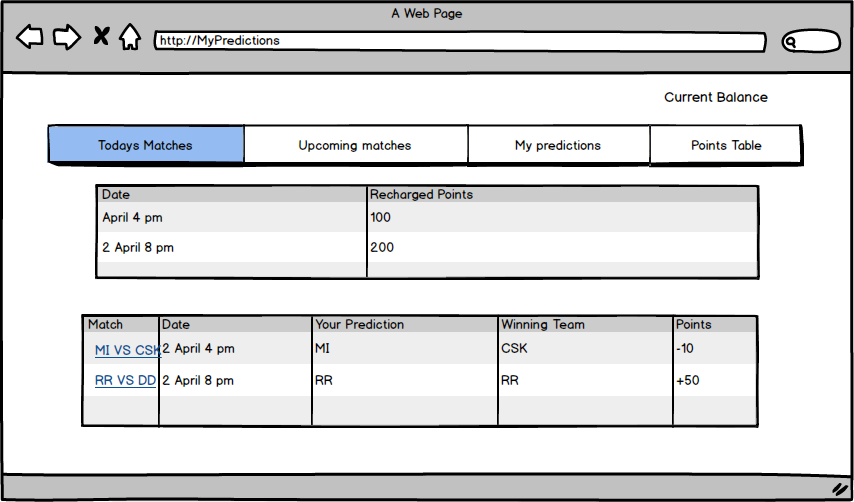 A Web Page
http://MyPredictions
Current Balance
Todays Matches Upcoming matches My predictions Points Table
Date Recharged Points
April 4 pm 100
2 April 8 pm 200
Match Date Your Prediction Winning Team Points
MI VS CSK 2 April 4 pm MI CSK -10
RR VS DD 2 April 8 pm RR RR +50